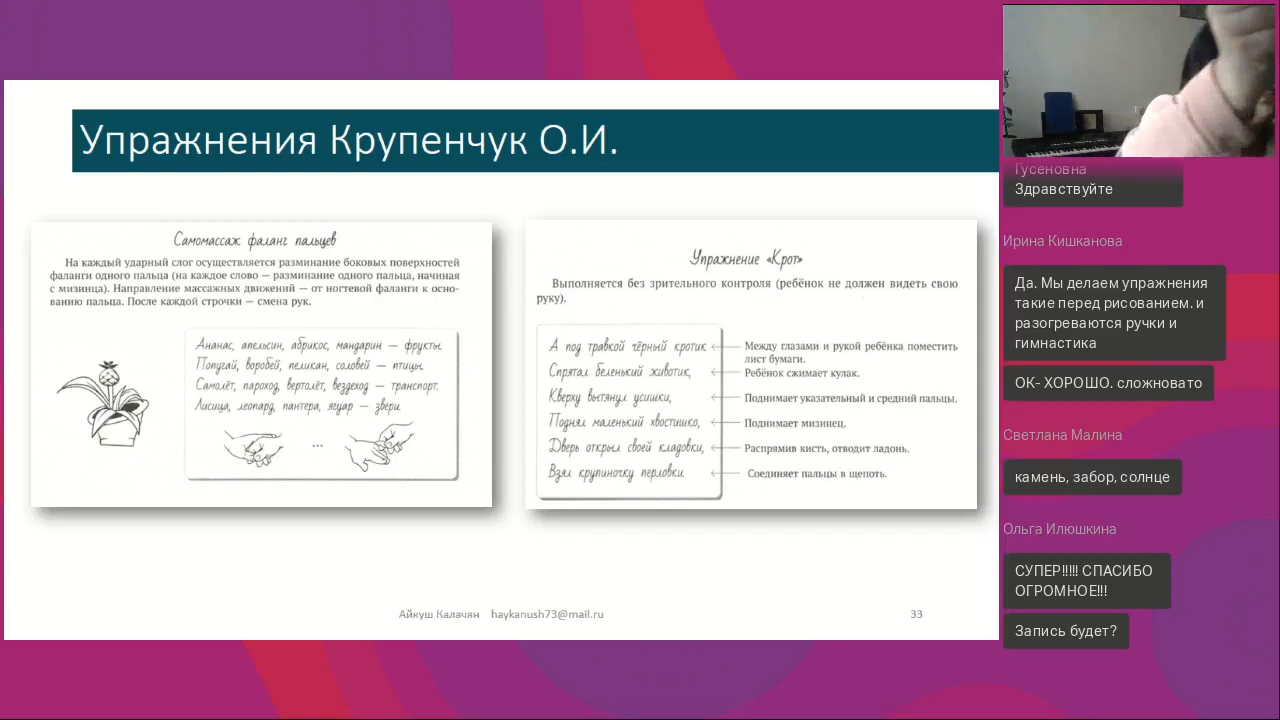 Упражнения Крупенчук О.И.
Самомассаж фаланг пальцев
На каждый ударный слог осуществляется разминание боковых поверхностей
фаланги одного пальца (на каждое слово — разминание одного пальца, начиная
с мизинца). Направление массажных движений — от ногтевой фаланги к осно-
ванию пальца. После каждой строчки — смена рук.
Ананас, апельсин, абрикос, мандарин — фрукты.
Попугай, воробей, пеликан, соловей — птицы.
Самолёт, пароход, вертолёт, вездеход — транспорт.
Лисица, леопард, пантера, ягуар — звери.
...
Упражнение «Крот»
Выполняется без зрительного контроля (ребёнок не должен видеть свою
руку).
А под травкой чёрный кротик
Между глазами и рукой ребёнка поместить
лист бумаги.
Спрятал беленький животик,
Ребёнок сжимает кулак.
Кверху вытянул усишки,
Поднимает указательный и средний пальцы.
Поднял маленький хвостишко,
Поднимает мизинец.
Дверь открыл своей кладовки,
Распрямив кисть, отводит ладонь.
Взял крупиночку перловки.
Соединяет пальцы в щепоть.
Айкуш Калачян haykanush73@mail.ru
33
Гусеновна
Здравствуйте
Ирина Кишканова
Да. Мы делаем упражнения
такие перед рисованием. и
разогреваются ручки и
гимнастика
ОК- ХОРОШО. сложновато
Светлана Малина
камень, забор, солнце
Ольга Илюшкина
СУПЕР!!!!! СПАСИБО
ОГРОМНОЕ!!!
Запись будет?